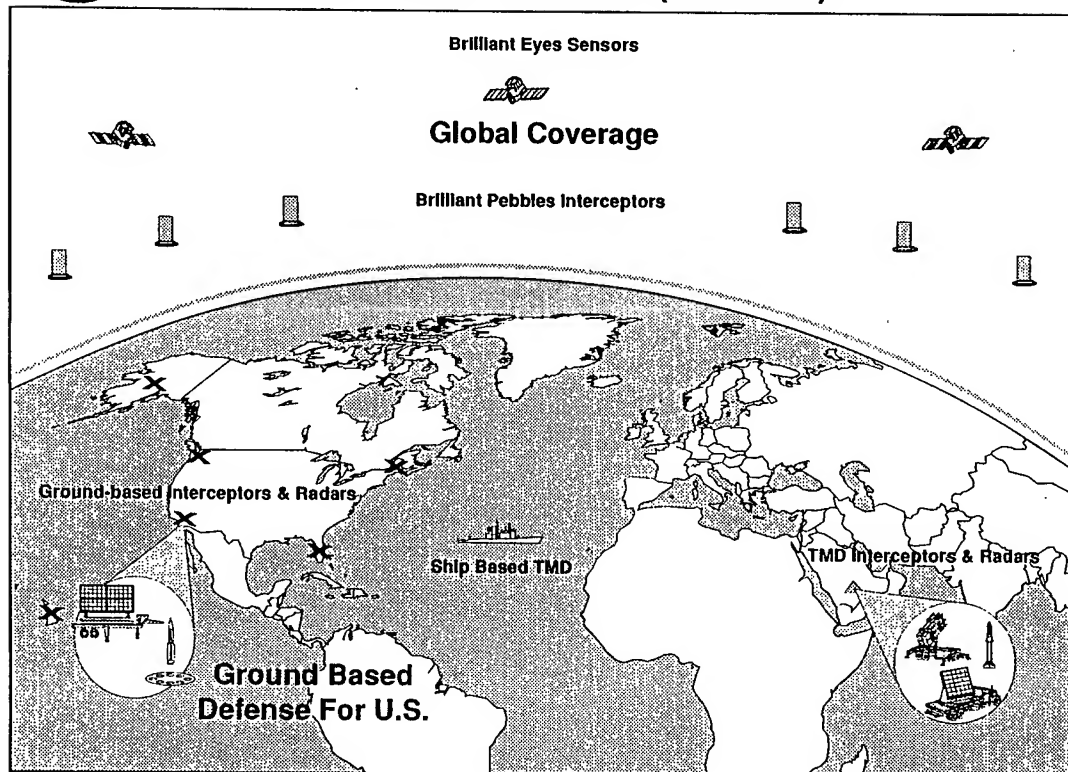 Brilliant Eyes Sensors
Global Coverage
Brilliant Pebbles Interceptors
Ground-based Interceptors & Radars
Ship Based TMD
TMD Interceptors & Radars
Ground Based
Defense For U.S.